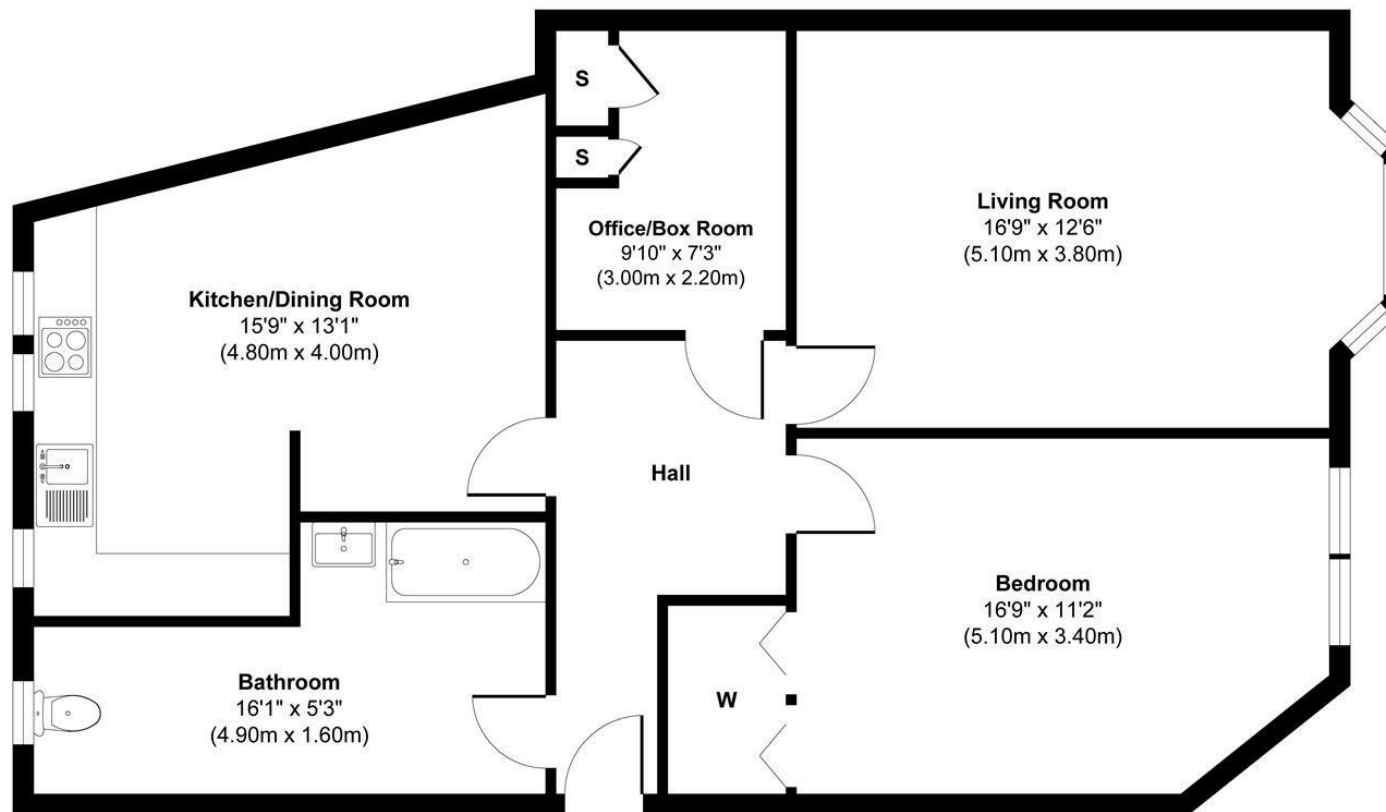 S
S
Office/Box Room
9'10" x 7'3"
(3.00m x 2.20m)
Living Room
16'9" x 12'6"
(5.10m x 3.80m)
Kitchen/Dining Room
15'9" x 13'1"
(4.80m x 4.00m)
Hall
Bedroom
16'9" x 11'2"
(5.10m x 3.40m)
Bathroom
16'1" x 5'3"
(4.90m x 1.60m)
W